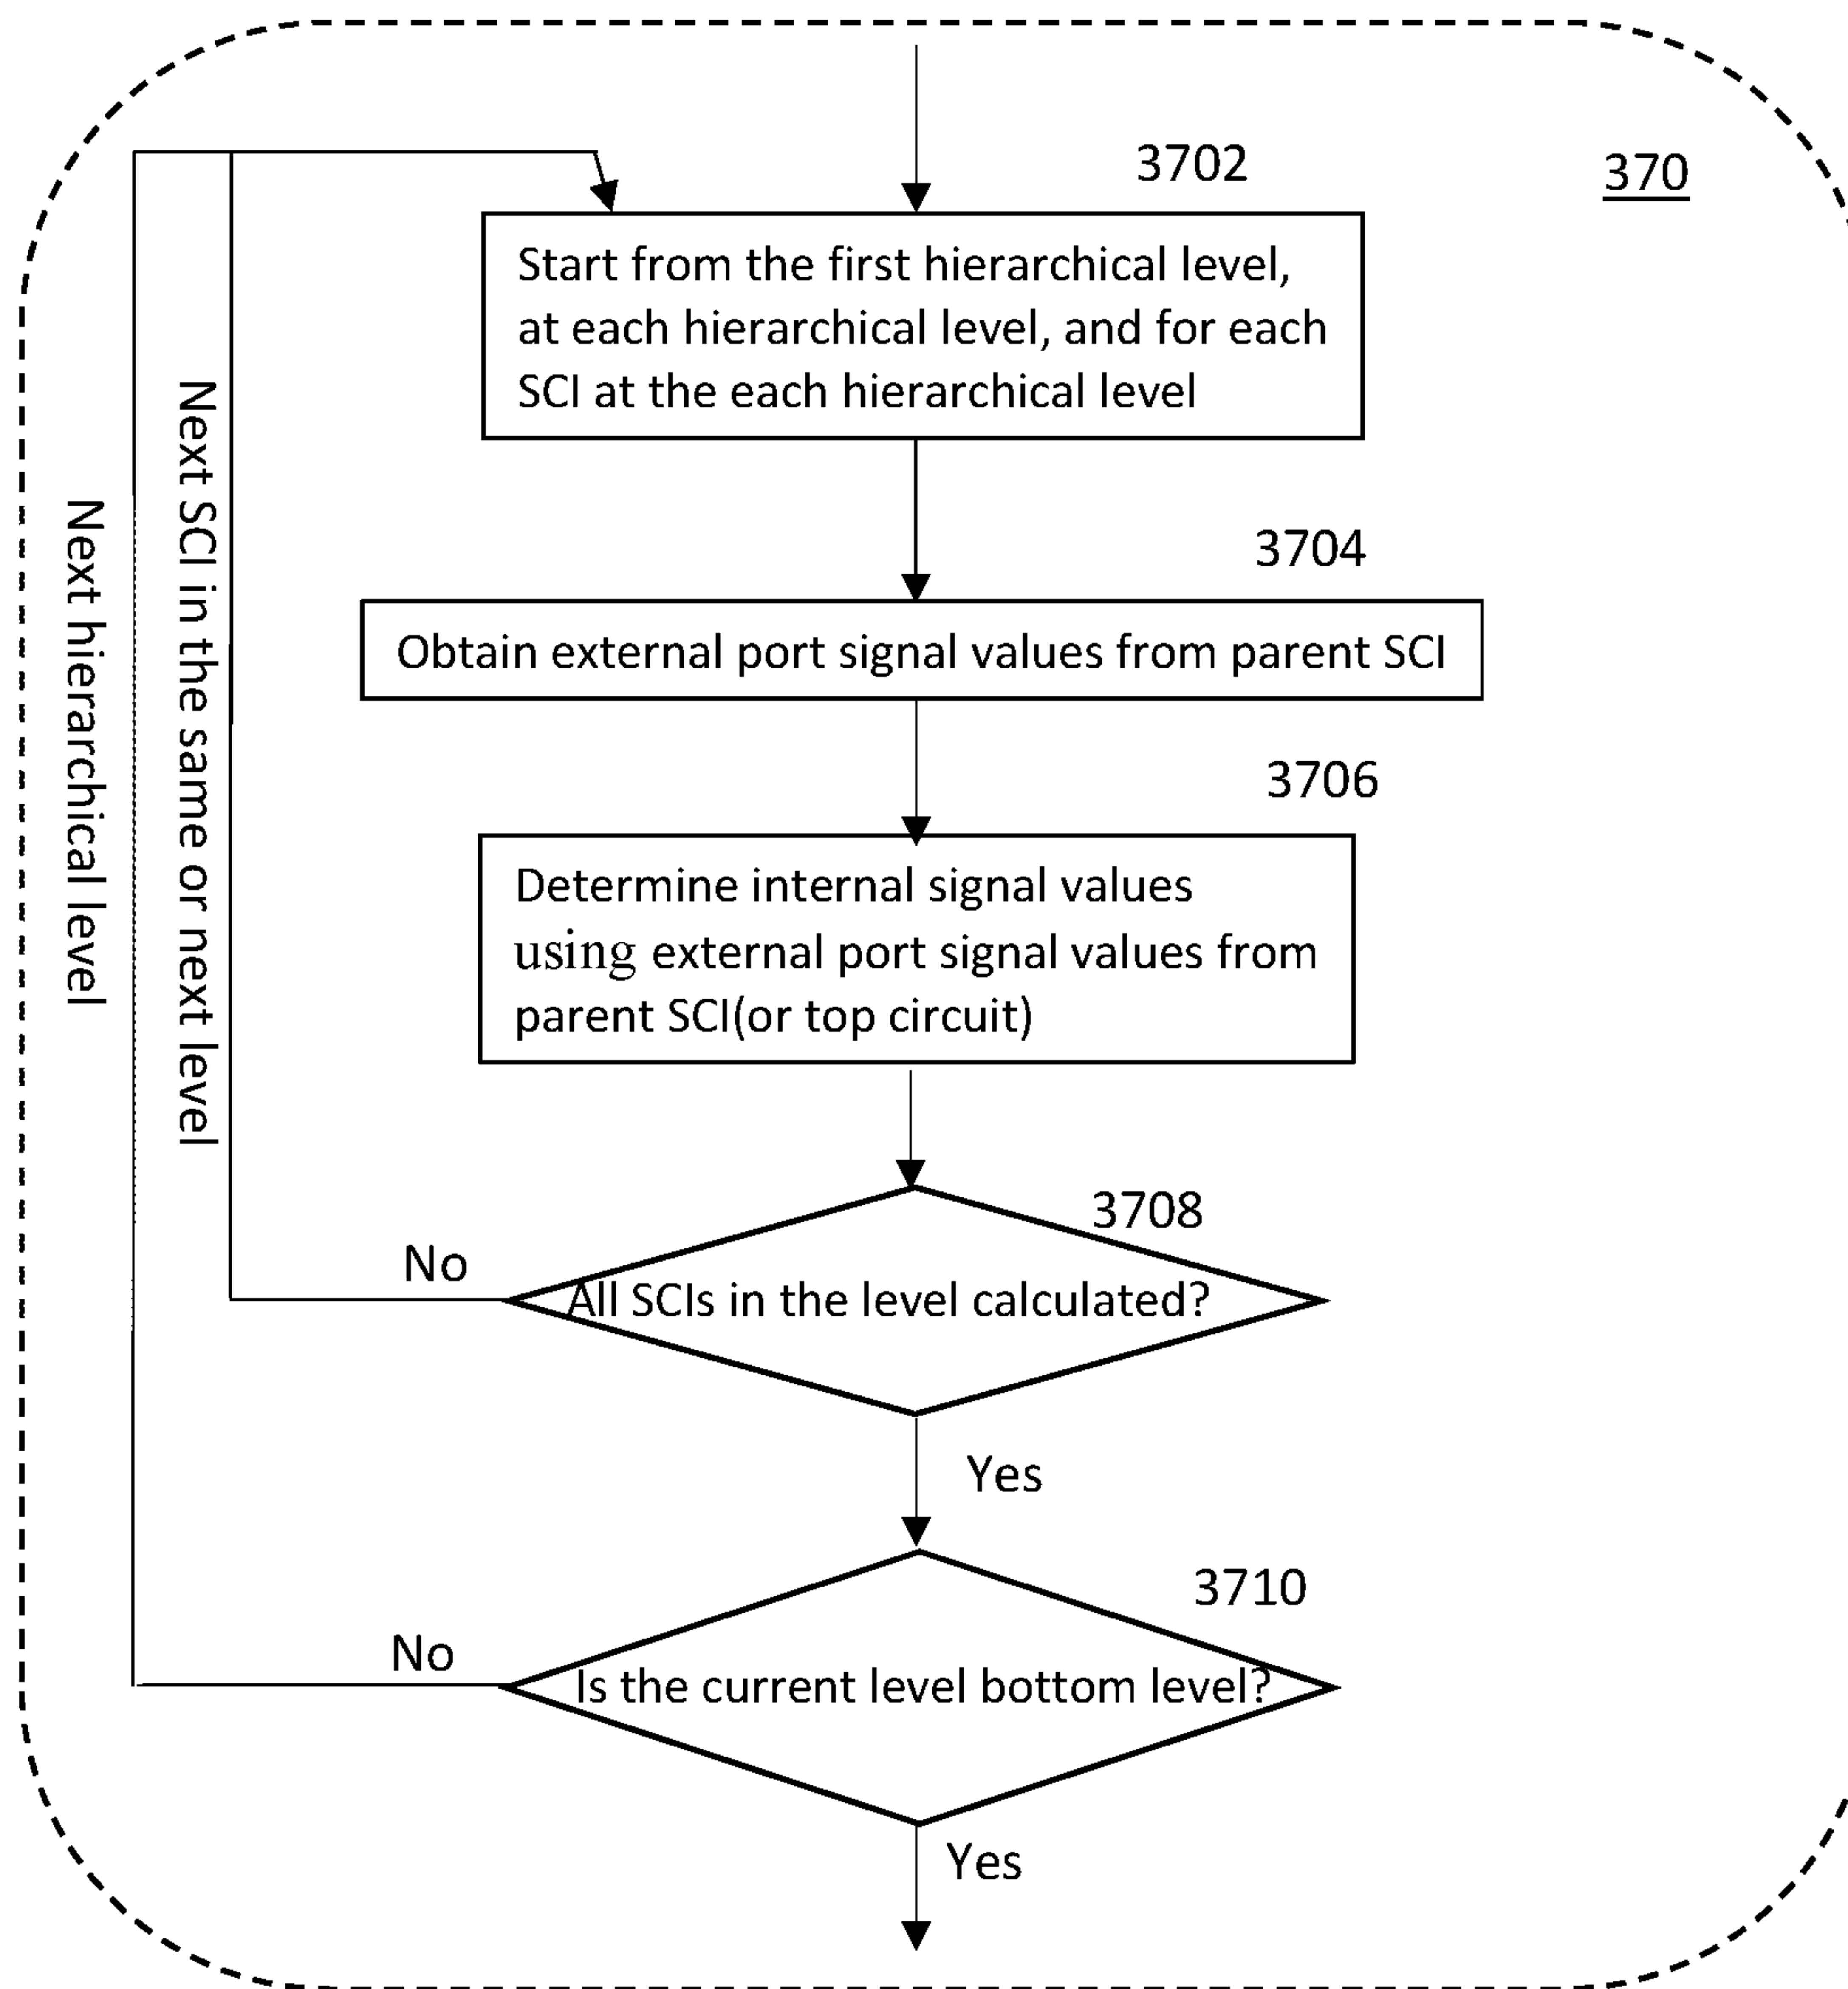 3702
370
Start from the first hierarchical level,
at each hierarchical level, and for each
SCI at the each hierarchical level
3704
Obtain external port signal values from parent SCI
3706
Determine internal signal values
using external port signal values from
parent SCI(or top circuit)
Next SCI in the same or next level
Next hierarchical level
3708
No
All SCIs in the level calculated?
Yes
3710
No
Is the current level bottom level?
Yes